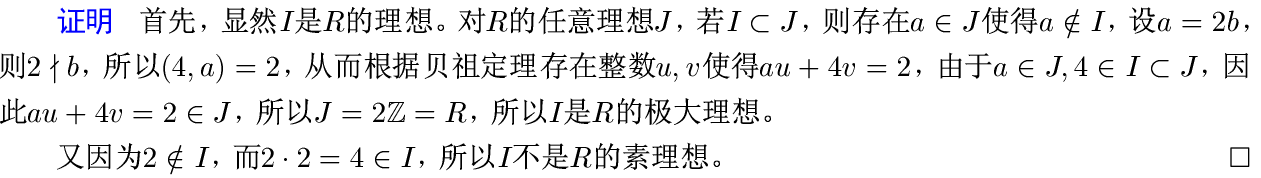 证明 首先，显然I是R的理想。对R的任意理想J，若I ⊂ J，则存在a ∈ J使得a ∉ I，设a = 2b，
则2 ∤ b，所以(4, a) = 2，从而根据贝祖定理存在整数u, v使得au + 4v = 2，由于a ∈ J, 4 ∈ I ⊂ J，因
此au + 4v = 2 ∈ J，所以J = 2ℤ = R，所以I是R的极大理想。
又因为2 ∉ I，而2 · 2 = 4 ∈ I，所以I不是R的素理想。 □